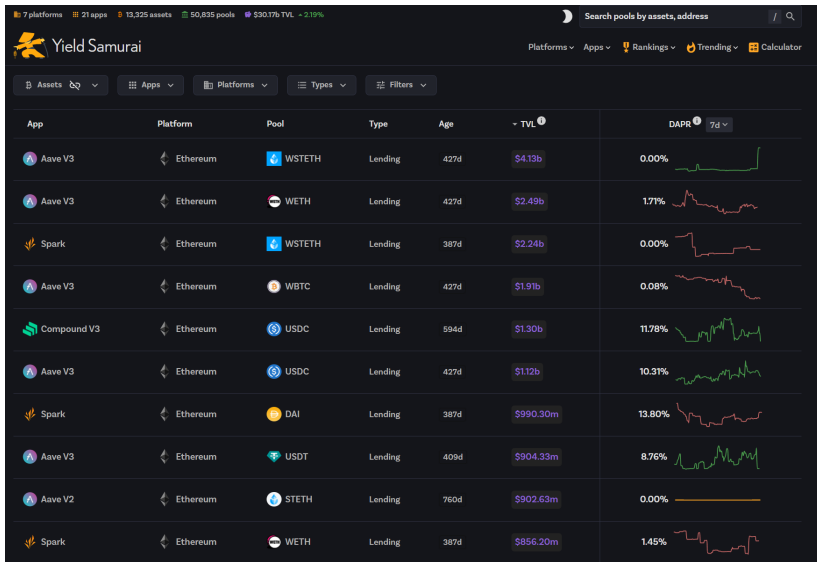 7 platforms 21 apps 13,325 assets 50,835 pools $30.17b TVL 2.19% Search pools by assets, address /
Yield Samurai Platforms Apps Rankings Trending Calculator
Assets Apps Platforms Types Filters
App Platform Pool Type Age TVL DAPR 7d
Aave V3 Ethereum WSTETH Lending 427d $4.13b 0.00%
Aave V3 Ethereum WETH Lending 427d $2.49b 1.71%
Spark Ethereum WSTETH Lending 387d $2.24b 0.00%
Aave V3 Ethereum WBTC Lending 427d $1.91b 0.08%
Compound V3 Ethereum USDC Lending 594d $1.30b 11.78%
Aave V3 Ethereum USDC Lending 427d $1.12b 10.31%
Spark Ethereum DAI Lending 387d $990.30m 13.80%
Aave V3 Ethereum USDT Lending 409d $904.33m 8.76%
Aave V2 Ethereum STETH Lending 760d $902.63m 0.00%
Spark Ethereum WETH Lending 387d $856.20m 1.45%